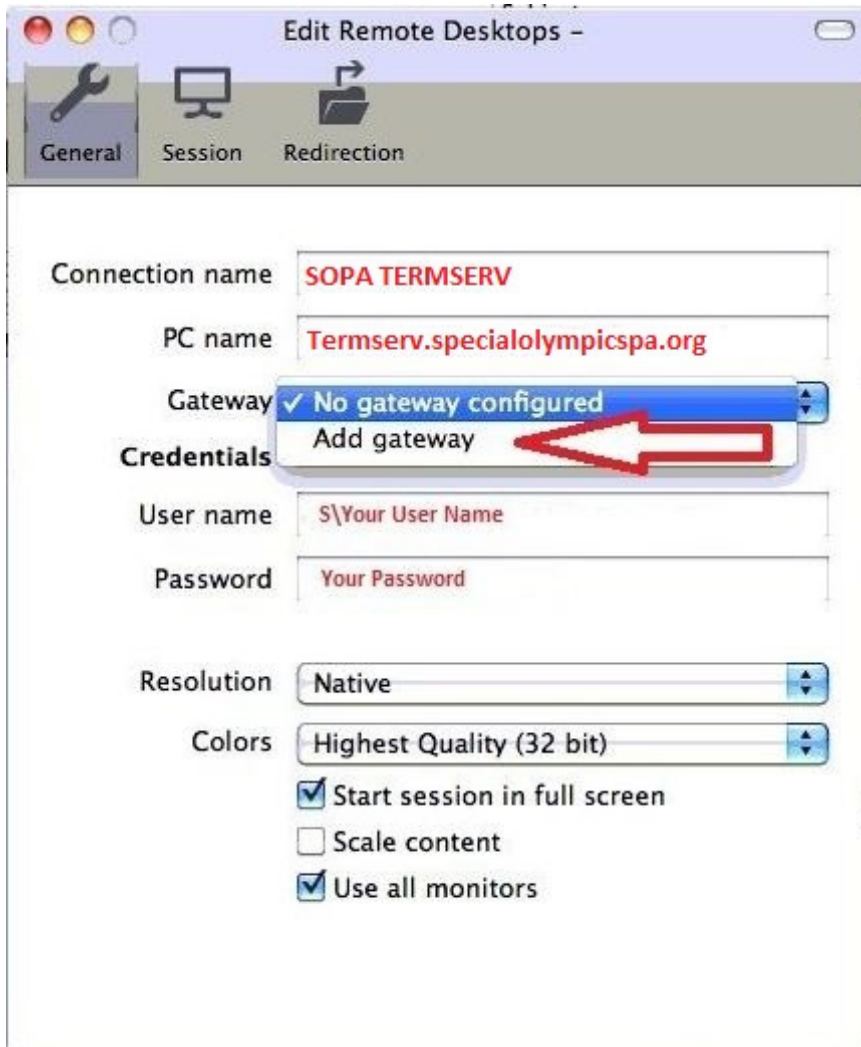 Edit Remote Desktops –
General Session Redirection
Connection name SOPA TERMSERV
PC name Termserv.specialolympicspa.org
Gateway ✓ No gateway configured
Add gateway
Credentials
User name S\Your User Name
Password Your Password
Resolution Native
Colors Highest Quality (32 bit)
Start session in full screen
Scale content
Use all monitors